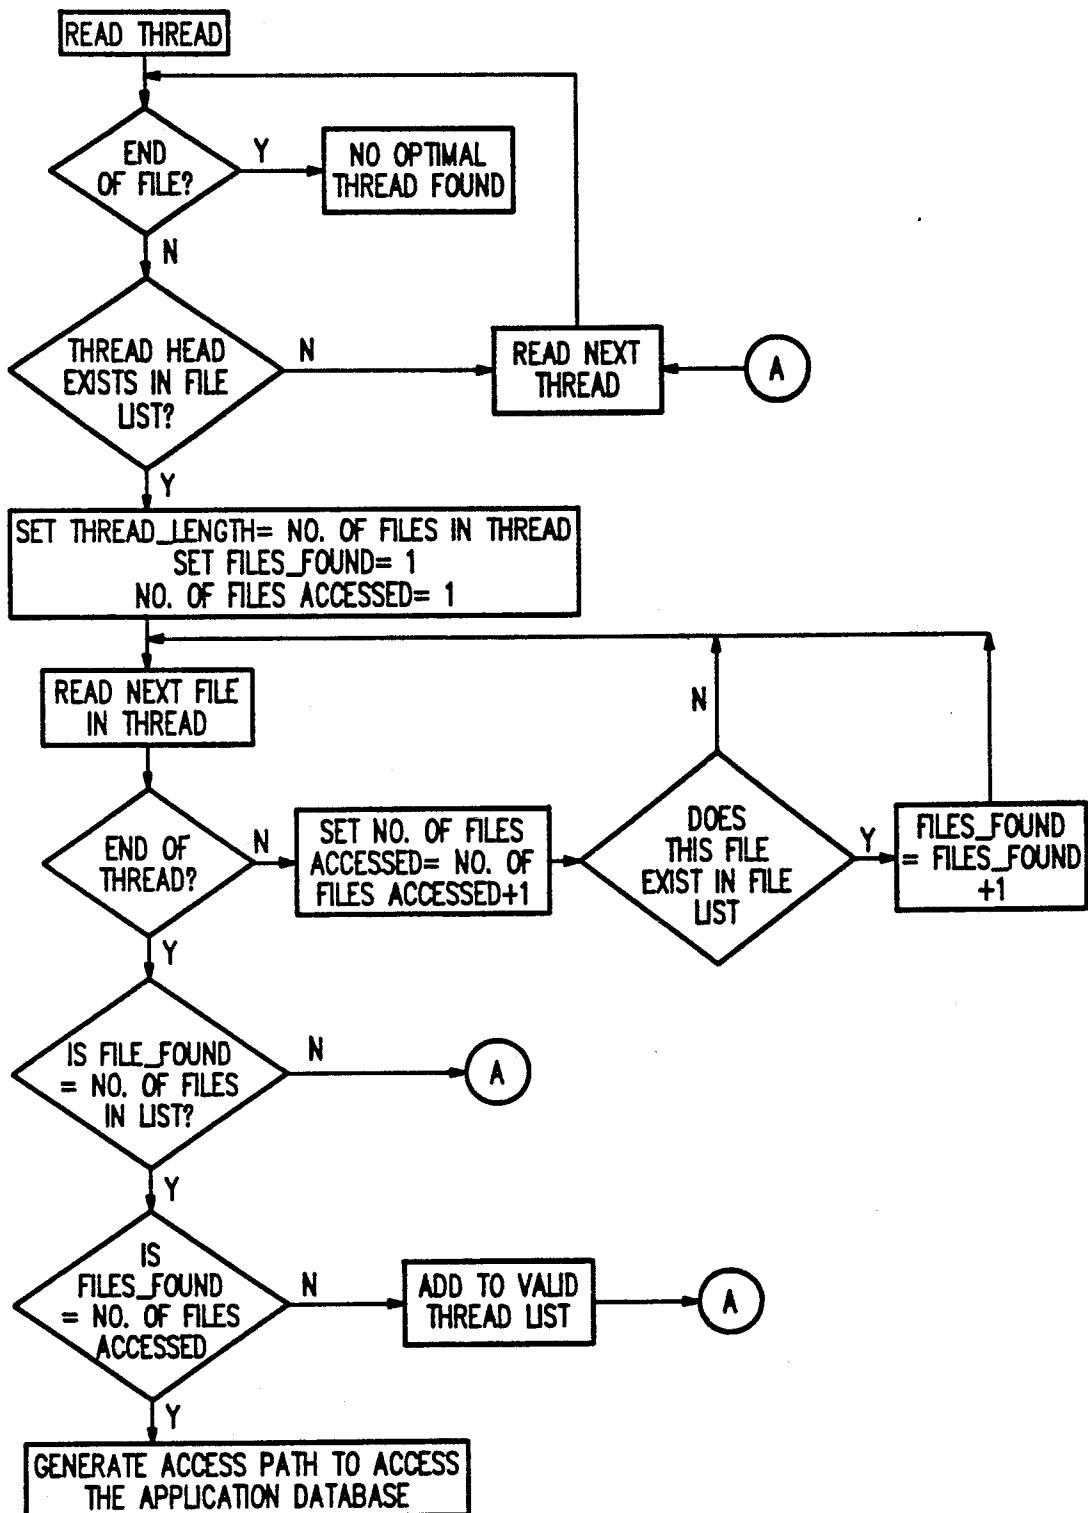 READ THREAD
END
OF FILE?
Y
NO OPTIMAL
THREAD FOUND
N
THREAD HEAD
EXISTS IN FILE
LIST?
N
READ NEXT
THREAD
A
Y
SET THREAD_LENGTH= NO. OF FILES IN THREAD
SET FILES_FOUND= 1
NO. OF FILES ACCESSED= 1
READ NEXT FILE
IN THREAD
END OF
THREAD?
N
SET NO. OF FILES
ACCESSED= NO. OF
FILES ACCESSED+1
DOES
THIS FILE
EXIST IN FILE
LIST
N
Y
FILES_FOUND
= FILES_FOUND
+1
Y
IS FILE_FOUND
= NO. OF FILES
IN LIST?
N
A
Y
IS
FILES_FOUND
= NO. OF FILES
ACCESSED
N
ADD TO VALID
THREAD LIST
A
Y
GENERATE ACCESS PATH TO ACCESS
THE APPLICATION DATABASE